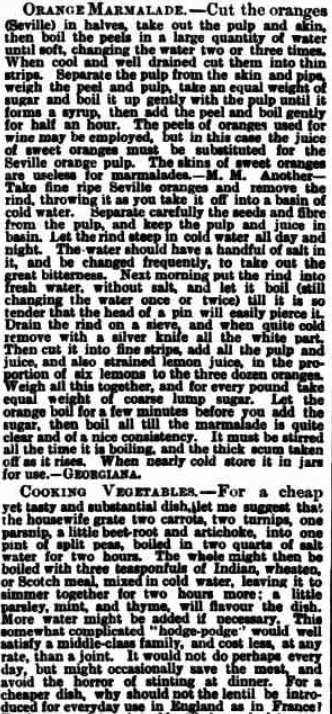 ORANGE MARMALADE.—Cut the oranges
(Seville) in halves, take out the pulp and skin,
then boil the peels in a large quantity of water
until soft, changing the water two or three times.
When cool and well drained cut them into thin
strips. Separate the pulp from the skin and pips,
weigh the peel and pulp, take an equal weight of
sugar and boil it up gently with the pulp until it
forms a syrup, then add the peel and boil gently
for half an hour. The peels of oranges used for
wine may be employed, but in this case the juice
of sweet oranges must be substituted for the
Seville orange pulp. The skins of sweet oranges
are useless for marmalades.—M. M. Another—
Take fine ripe Seville oranges and remove the
rind, throwing it as you take it off into a basin of
cold water. Separate carefully the seeds and fibre
from the pulp, and keep the pulp and juice in
basin. Let the rind steep in cold water all day and
night. The water should have a handful of salt in
it, and be changed frequently, to take out the
great bitterness. Next morning put the rind into
fresh water, without salt, and let it boil (still
changing the water once or twice) till it is so
tender that the head of a pin will easily pierce it.
Drain the rind on a sieve, and when quite cold
remove with a silver knife all the white part.
Then cut it into fine strips, add all the pulp and
juice, and also strained lemon juice, in the pro-
portion of six lemons to the three dozen oranges.
Weigh all this together, and for every pound take
equal weight of coarse lump sugar. Let the
orange boil for a few minutes before you add the
sugar, then boil all till the marmalade is quite
clear and of a nice consistency. It must be stirred
all the time it is boiling, and the thick scum taken
off as it rises. When nearly cold store it in jars
for use.—GEORGIANA.
COOKING VEGETABLES.—For a cheap
yet tasty and substantial dish, let me suggest that
the housewife grate two carrots, two turnips, one
parsnip, a little beet-root and artichoke, into one
pint of split peas, boiled in two quarts of salt
water for two hours. The whole might then be
boiled with three teaspoonfuls of Indian, wheaten,
or Scotch meal, mixed in cold water, leaving it to
simmer together for two hours more; a little
parsley, mint, and thyme, will flavour the dish.
More water might be added if necessary. This
somewhat complicated "hodge-podge" would well
satisfy a middle-class family, and cost less, at any
rate, than a joint. It would not do perhaps every
day, but might occasionally save the meat, and
avoid the horror of stinting at dinner. For a
cheaper dish, why should not the lentil be intro-
duced for everyday use in England as in France?